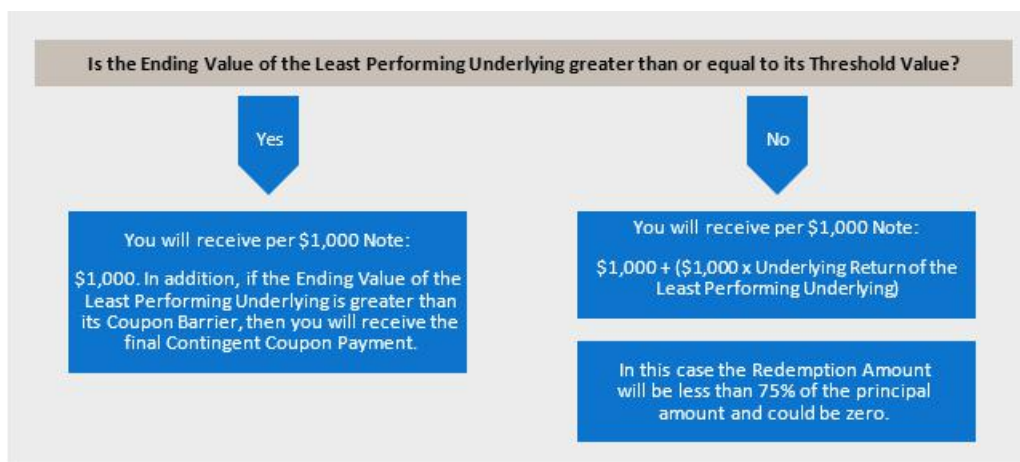 Is the Ending Value of the Least Performing Underlying greater than or equal to its Threshold Value?
Yes
No
You will receive per $1,000 Note:
$1,000. In addition, if the Ending Value of the
Least Performing Underlying is greater than
its Coupon Barrier, then you will receive the
final Contingent Coupon Payment.
You will receive per $1,000 Note:
$1,000 + ($1,000 x Underlying Return of the
Least Performing Underlying)
In this case the Redemption Amount
will be less than 75% of the principal
amount and could be zero.